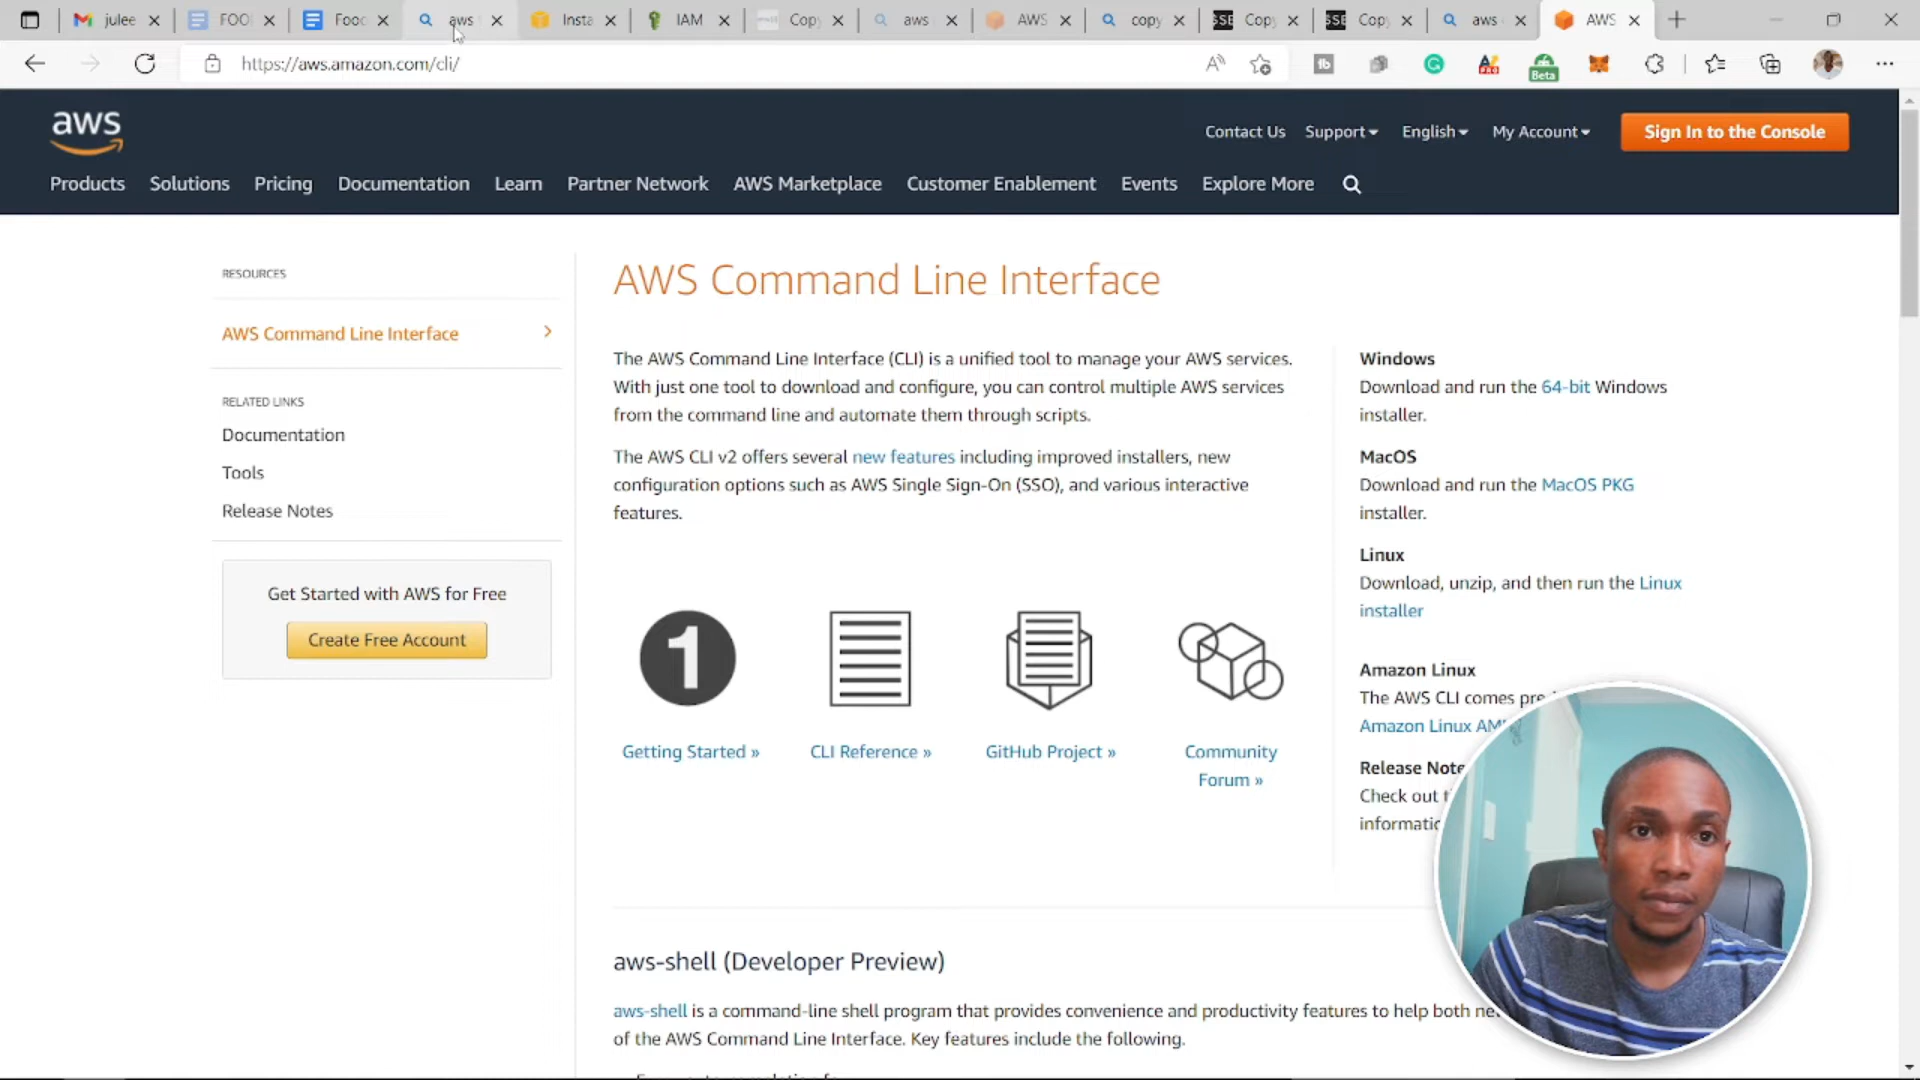 julee
FOO
Food
aws
Insta
IAM
Copy
aws
AWS
copy
Copy
Copy
aws
AWS
https://aws.amazon.com/cli/
Beta
aws
Contact Us
Support
English
My Account
Sign In to the Console
Products
Solutions
Pricing
Documentation
Learn
Partner Network
AWS Marketplace
Customer Enablement
Events
Explore More
RESOURCES
AWS Command Line Interface
RELATED LINKS
Documentation
Tools
Release Notes
Get Started with AWS for Free
Create Free Account
AWS Command Line Interface
The AWS Command Line Interface (CLI) is a unified tool to manage your AWS services.
With just one tool to download and configure, you can control multiple AWS services
from the command line and automate them through scripts.
The AWS CLI v2 offers several new features including improved installers, new
configuration options such as AWS Single Sign-On (SSO), and various interactive
features.
1
Getting Started »
CLI Reference »
GitHub Project »
Community
Forum »
Windows
Download and run the 64-bit Windows
installer.
MacOS
Download and run the MacOS PKG
installer.
Linux
Download, unzip, and then run the Linux
installer
Amazon Linux
The AWS CLI comes pre
Amazon Linux AM
Release Note
Check out t
informatio
aws-shell (Developer Preview)
aws-shell is a command-line shell program that provides convenience and productivity features to help both ne
of the AWS Command Line Interface. Key features include the following.